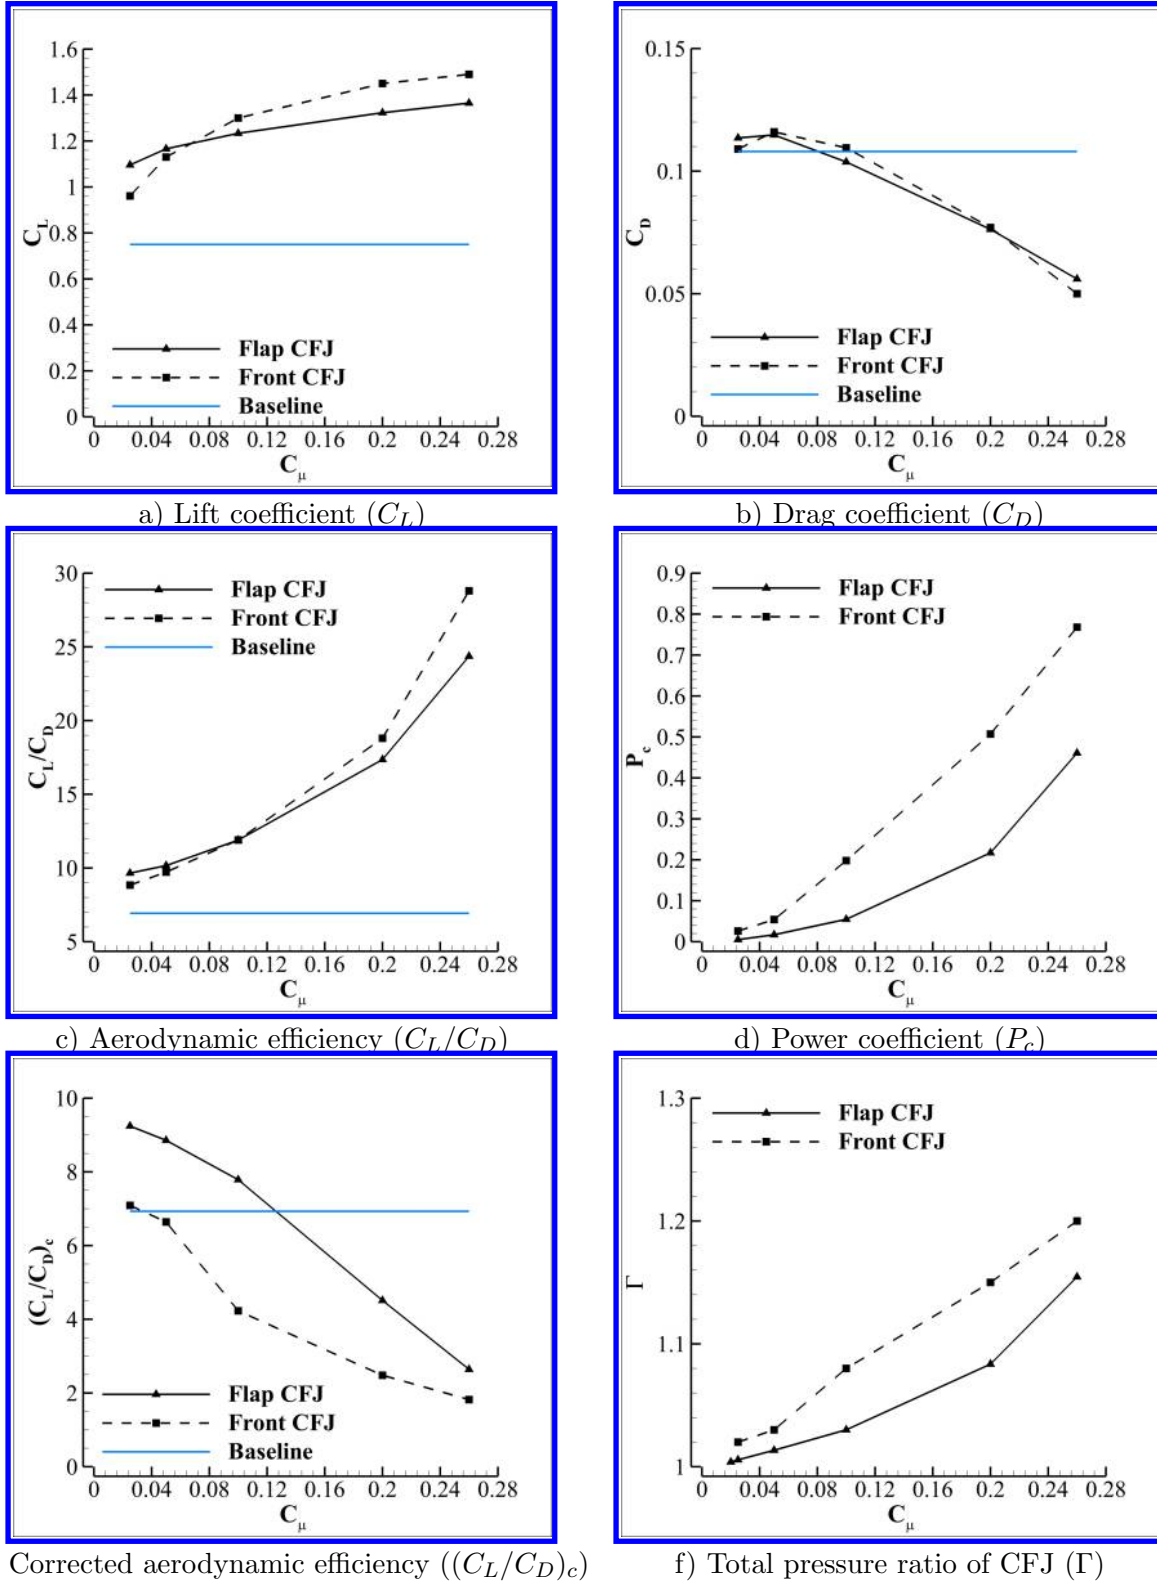 1.6
1.4
1.2
1
0.8
0.6
0.4
0.2
0
C_L
Flap CFJ
Front CFJ
Baseline
0 0.04 0.08 0.12 0.16 0.2 0.24 0.28
C_μ
a) Lift coefficient (C_L)
0.15
0.1
0.05
0
C_D
Flap CFJ
Front CFJ
Baseline
0 0.04 0.08 0.12 0.16 0.2 0.24 0.28
C_μ
b) Drag coefficient (C_D)
30
25
20
15
10
5
C_L/C_D
Flap CFJ
Front CFJ
Baseline
0 0.04 0.08 0.12 0.16 0.2 0.24 0.28
C_μ
c) Aerodynamic efficiency (C_L/C_D)
0.9
0.8
0.7
0.6
0.5
0.4
0.3
0.2
0.1
0
P_c
Flap CFJ
Front CFJ
0 0.04 0.08 0.12 0.16 0.2 0.24 0.28
C_μ
d) Power coefficient (P_c)
10
8
6
4
2
0
(C_L/C_D)_c
Flap CFJ
Front CFJ
Baseline
0 0.04 0.08 0.12 0.16 0.2 0.24 0.28
C_μ
Corrected aerodynamic efficiency ((C_L/C_D)_c)
1.3
1.2
1.1
1
Γ
Flap CFJ
Front CFJ
0 0.04 0.08 0.12 0.16 0.2 0.24 0.28
C_μ
f) Total pressure ratio of CFJ (Γ)